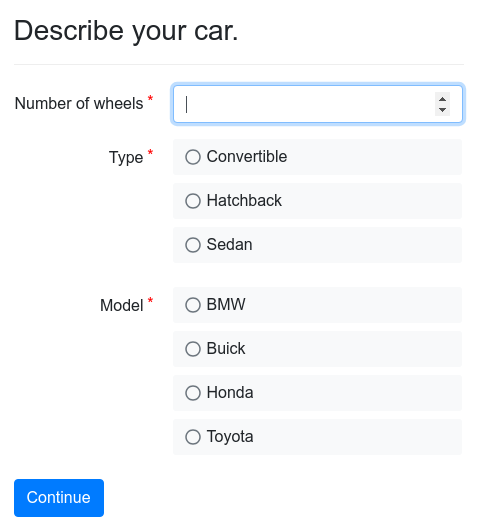 Describe your car.
Number of wheels *
Type *
Convertible
Hatchback
Sedan
Model *
BMW
Buick
Honda
Toyota
Continue